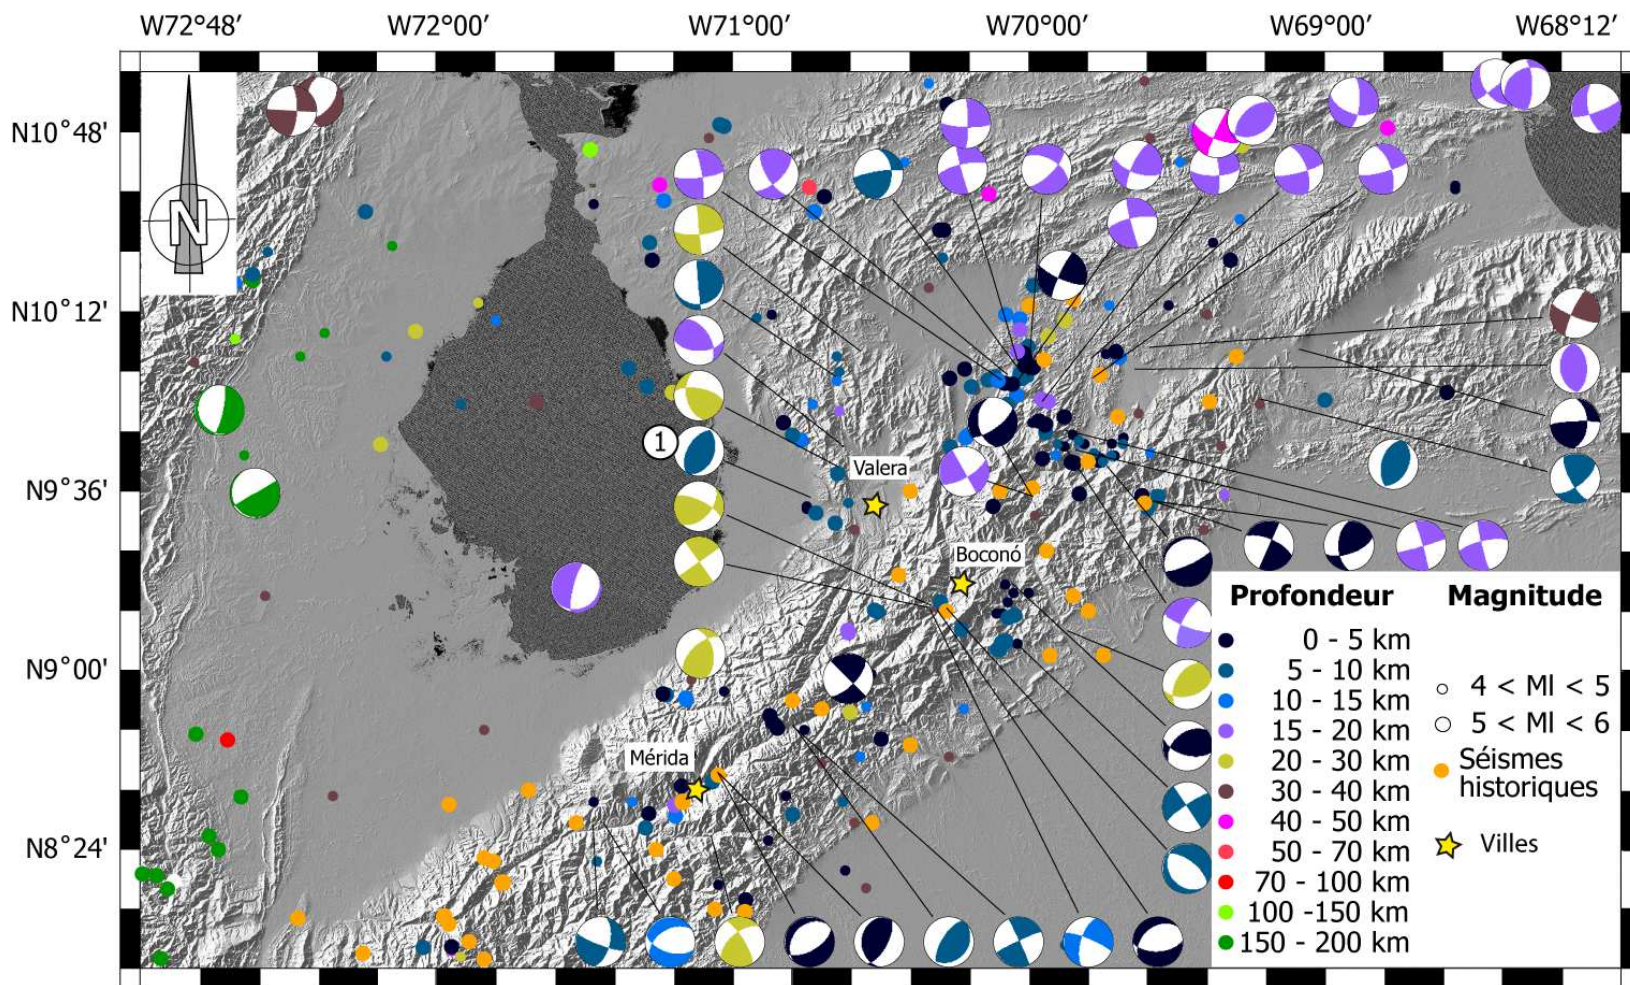 W72°48′ W72°00′ W71°00′ W70°00′ W69°00′ W68°12′
N
N10°48'
N10°12'
N9°36'
N9°00'
N8°24'
1
Valera
Boconó
Mérida
Profondeur
0 - 5 km
5 - 10 km
10 - 15 km
15 - 20 km
20 - 30 km
30 - 40 km
40 - 50 km
50 - 70 km
70 - 100 km
100 -150 km
150 - 200 km
Magnitude
4 < Ml < 5
5 < Ml < 6
Séismes
historiques
Villes